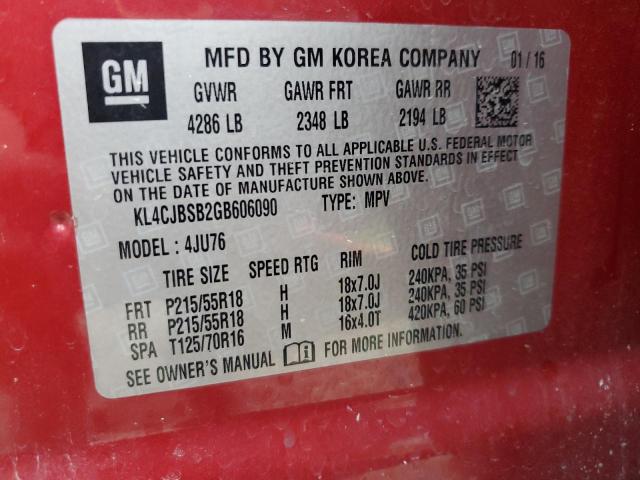 GM
MFD BY GM KOREA COMPANY 01 / 16
GVWR GAWR FRT GAWR RR
4286 LB 2348 LB 2194 LB
THIS VEHICLE CONFORMS TO ALL APPLICABLE U.S. FEDERAL MOTOR
VEHICLE SAFETY AND THEFT PREVENTION STANDARDS IN EFFECT
ON THE DATE OF MANUFACTURE SHOWN ABOVE.
KL4CJBSB2GB606090 TYPE: MPV
MODEL : 4JU76
TIRE SIZE SPEED RTG RIM COLD TIRE PRESSURE
FRT P215/55R18 H 18x7.0J 240KPA, 35 PSI
RR P215/55R18 H 18x7.0J 240KPA, 35 PSI
SPA T125/70R16 M 16x4.0T 420KPA, 60 PSI
SEE OWNER'S MANUAL FOR MORE INFORMATION.